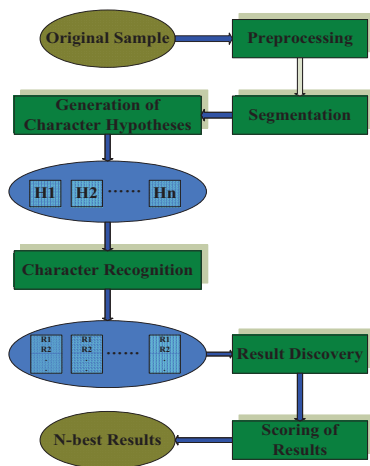 Original Sample
Preprocessing
Segmentation
Generation of
Character Hypotheses
H1 H2 ...... Hn
Character Recognition
R1 R1 R1
R2 R2 ...... R2
. . .
. . .
Result Discovery
Scoring of
Results
N-best Results